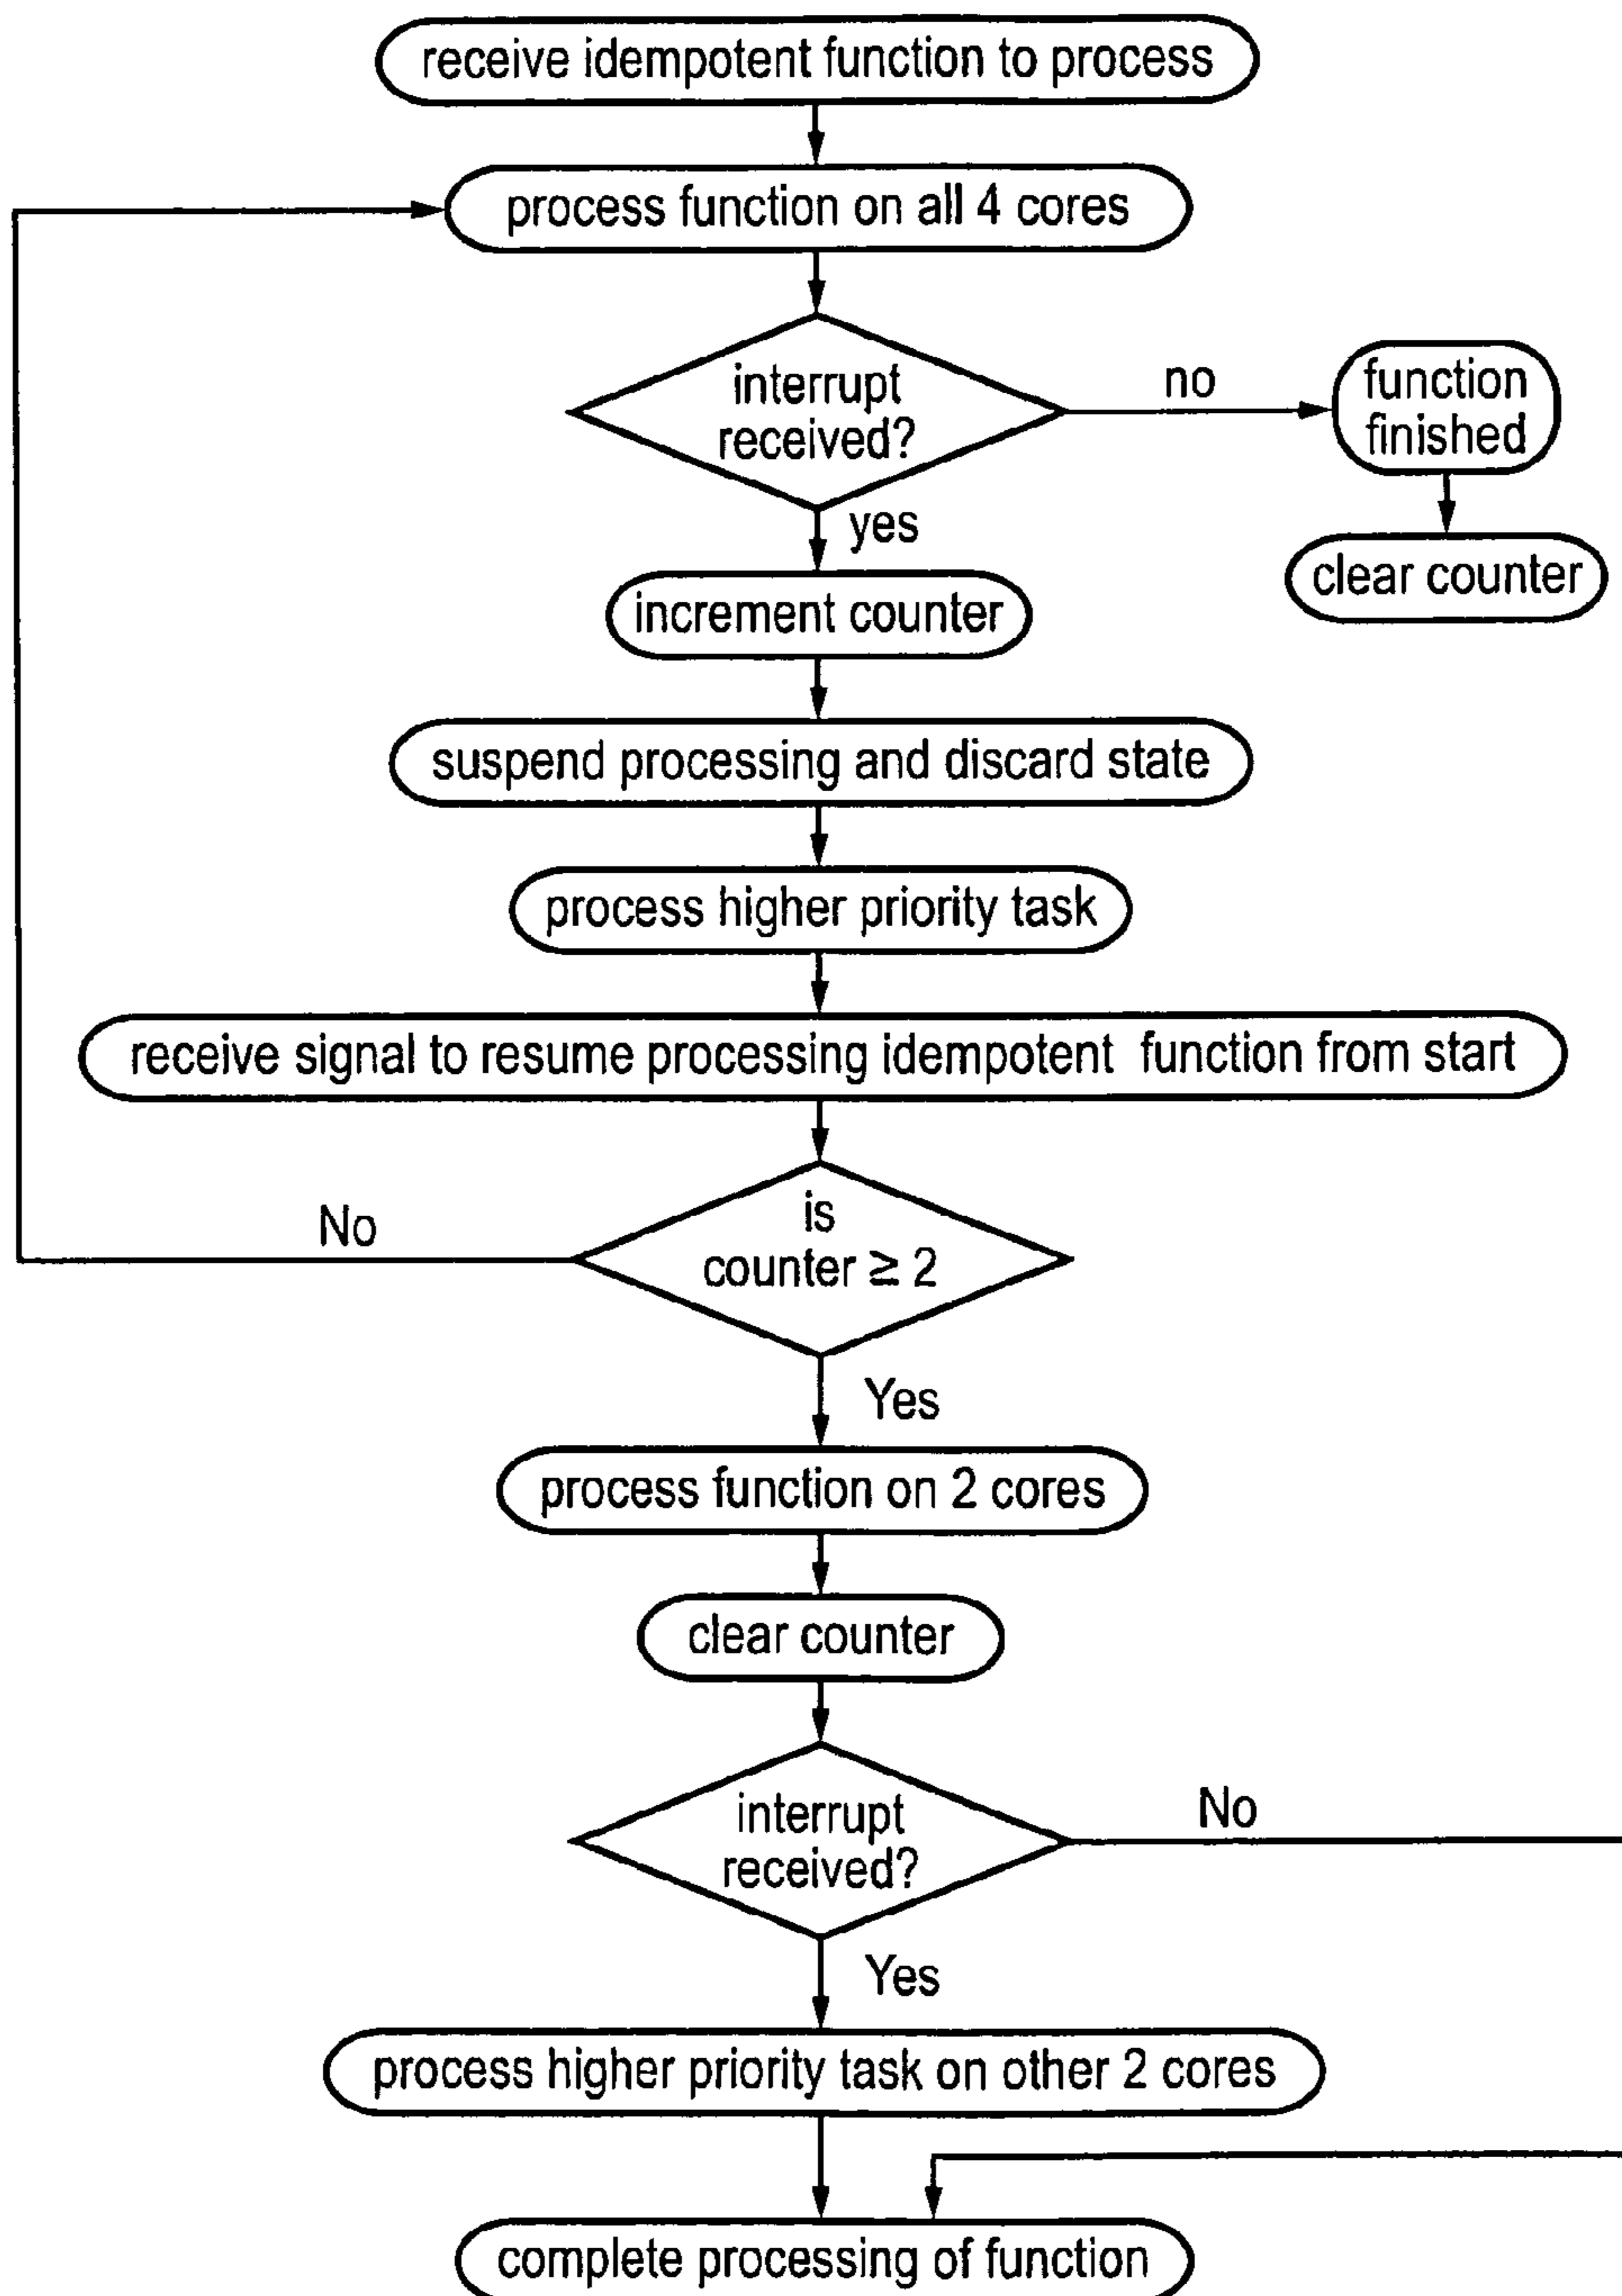 receive idempotent function to process
process function on all 4 cores
interrupt
received?
no
function
finished
yes
clear counter
increment counter
suspend processing and discard state
process higher priority task
receive signal to resume processing idempotent function from start
is
counter ≥ 2
No
Yes
process function on 2 cores
clear counter
interrupt
received?
No
Yes
process higher priority task on other 2 cores
complete processing of function